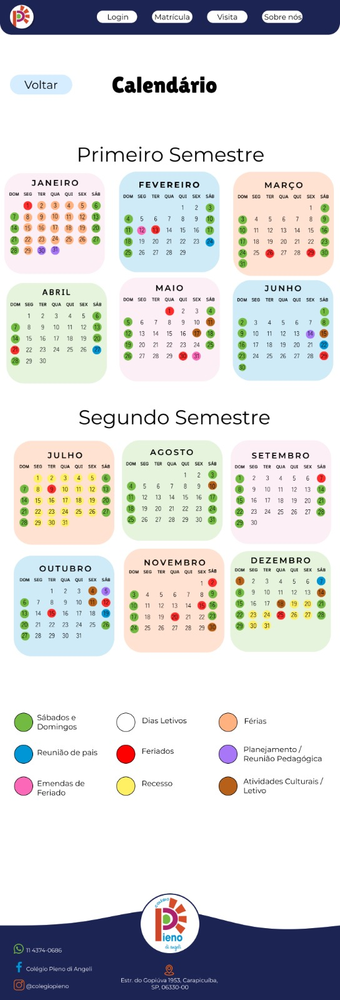 Login
Matrícula
Visita
Sobre nós
Voltar
Calendário
Primeiro Semestre
JANEIRO
DOM SEG TER QUA QUI SEX SÁB
1 2 3 4 5 6
7 8 9 10 11 12 13
14 15 16 17 18 19 20
21 22 23 24 25 26 27
28 29 30 31
FEVEREIRO
DOM SEG TER QUA QUI SEX SÁB
1 2 3
4 5 6 7 8 9 10
11 12 13 14 15 16 17
18 19 20 21 22 23 24
25 26 27 28 29
MARÇO
DOM SEG TER QUA QUI SEX SÁB
1 2
3 4 5 6 7 8 9
10 11 12 13 14 15 16
17 18 19 20 21 22 23
24 25 26 27 28 29 30
31
ABRIL
DOM SEG TER QUA QUI SEX SÁB
1 2 3 4 5 6
7 8 9 10 11 12 13
14 15 16 17 18 19 20
21 22 23 24 25 26 27
28 29 30
MAIO
DOM SEG TER QUA QUI SEX SÁB
1 2 3 4
5 6 7 8 9 10 11
12 13 14 15 16 17 18
19 20 21 22 23 24 25
26 27 28 29 30 31
JUNHO
DOM SEG TER QUA QUI SEX SÁB
1
2 3 4 5 6 7 8
9 10 11 12 13 14 15
16 17 18 19 20 21 22
23 24 25 26 27 28 29
30
Segundo Semestre
JULHO
DOM SEG TER QUA QUI SEX SÁB
1 2 3 4 5 6
7 8 9 10 11 12 13
14 15 16 17 18 19 20
21 22 23 24 25 26 27
28 29 30 31
AGOSTO
DOM SEG TER QUA QUI SEX SÁB
1 2 3
4 5 6 7 8 9 10
11 12 13 14 15 16 17
18 19 20 21 22 23 24
25 26 27 28 29 30 31
SETEMBRO
DOM SEG TER QUA QUI SEX SÁB
1 2 3 4 5 6 7
8 9 10 11 12 13 14
15 16 17 18 19 20 21
22 23 24 25 26 27 28
29 30
OUTUBRO
DOM SEG TER QUA QUI SEX SÁB
1 2 3 4 5
6 7 8 9 10 11 12
13 14 15 16 17 18 19
20 21 22 23 24 25 26
27 28 29 30 31
NOVEMBRO
DOM SEG TER QUA QUI SEX SÁB
1 2
3 4 5 6 7 8 9
10 11 12 13 14 15 16
17 18 19 20 21 22 23
24 25 26 27 28 29 30
DEZEMBRO
DOM SEG TER QUA QUI SEX SÁB
1 2 3 4 5 6 7
8 9 10 11 12 13 14
15 16 17 18 19 20 21
22 23 24 25 26 27 28
29 30 31
Sábados e
Domingos
Dias Letivos
Férias
Reunião de pais
Feriados
Planejamento /
Reunião Pedagógica
Emendas de
Feriado
Recesso
Atividades Culturais /
Letivo
COLÉGIO
Pieno
di angeli
11 4374-0686
Colégio Pieno di Angeli
@colegiopieno
Estr. do Gopiúva 1953, Carapicuíba,
SP, 06330-00